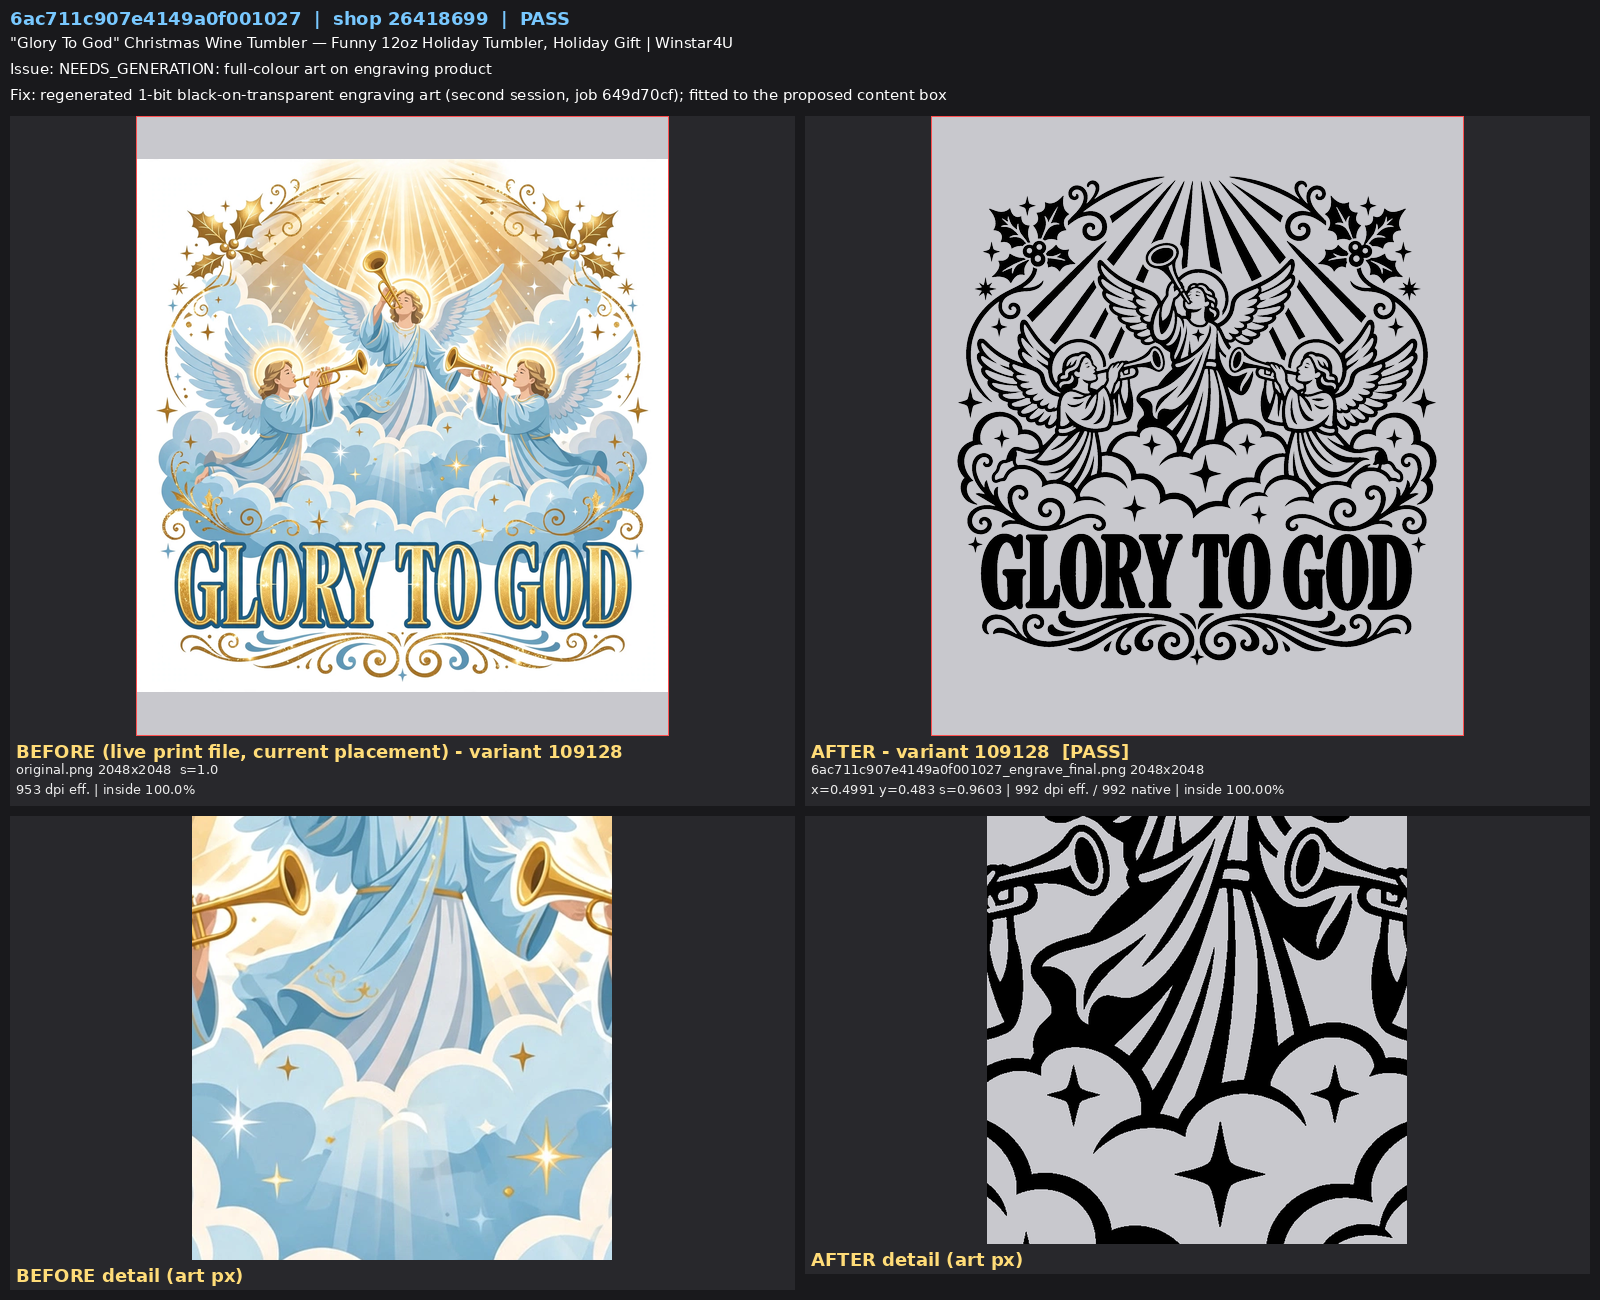 6ac711c907e4149a0f001027 | shop 26418699 | PASS
"Glory To God" Christmas Wine Tumbler — Funny 12oz Holiday Tumbler, Holiday Gift | Winstar4U
Issue: NEEDS_GENERATION: full-colour art on engraving product
Fix: regenerated 1-bit black-on-transparent engraving art (second session, job 649d70cf); fitted to the proposed content box
GLORY TO GOD
GLORY TO GOD
BEFORE (live print file, current placement) - variant 109128
original.png 2048x2048 s=1.0
953 dpi eff. | inside 100.0%
AFTER - variant 109128 [PASS]
6ac711c907e4149a0f001027_engrave_final.png 2048x2048
x=0.4991 y=0.483 s=0.9603 | 992 dpi eff. / 992 native | inside 100.00%
BEFORE detail (art px)
AFTER detail (art px)